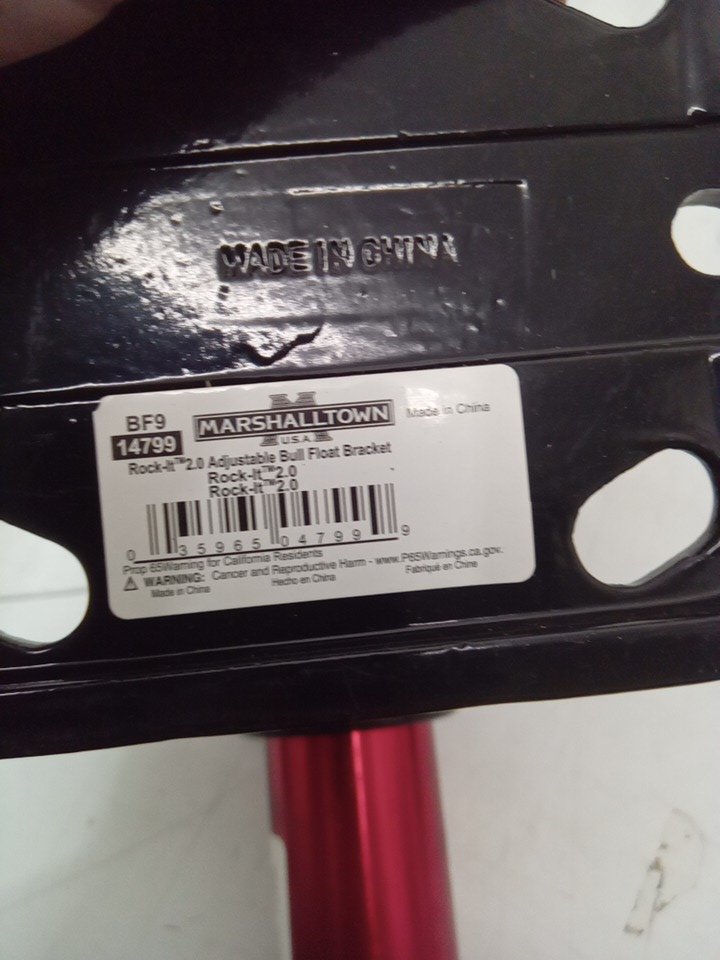 MADE IN CHINA
BF9
14799
MARSHALLTOWN
U.S.A.
Made in China
Rock-It™2.0 Adjustable Bull Float Bracket
Rock-It™2.0
Rock-It™2.0
0 35965 04799 9
Prop 65Warning for California Residents
⚠ WARNING: Cancer and Reproductive Harm - www.P65Warnings.ca.gov.
Made in China Hecho en China Fabriqué en Chine